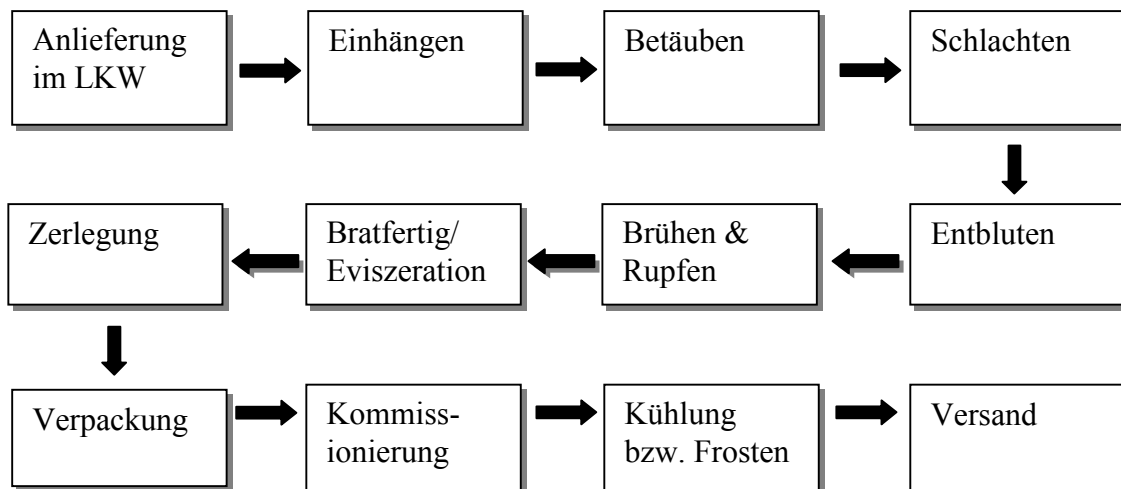 Anlieferung
im LKW
Einhängen
Betäuben
Schlachten
Entbluten
Brühen &
Rupfen
Bratfertig/
Eviszeration
Zerlegung
Verpackung
Kommiss-
ionierung
Kühlung
bzw. Frosten
Versand